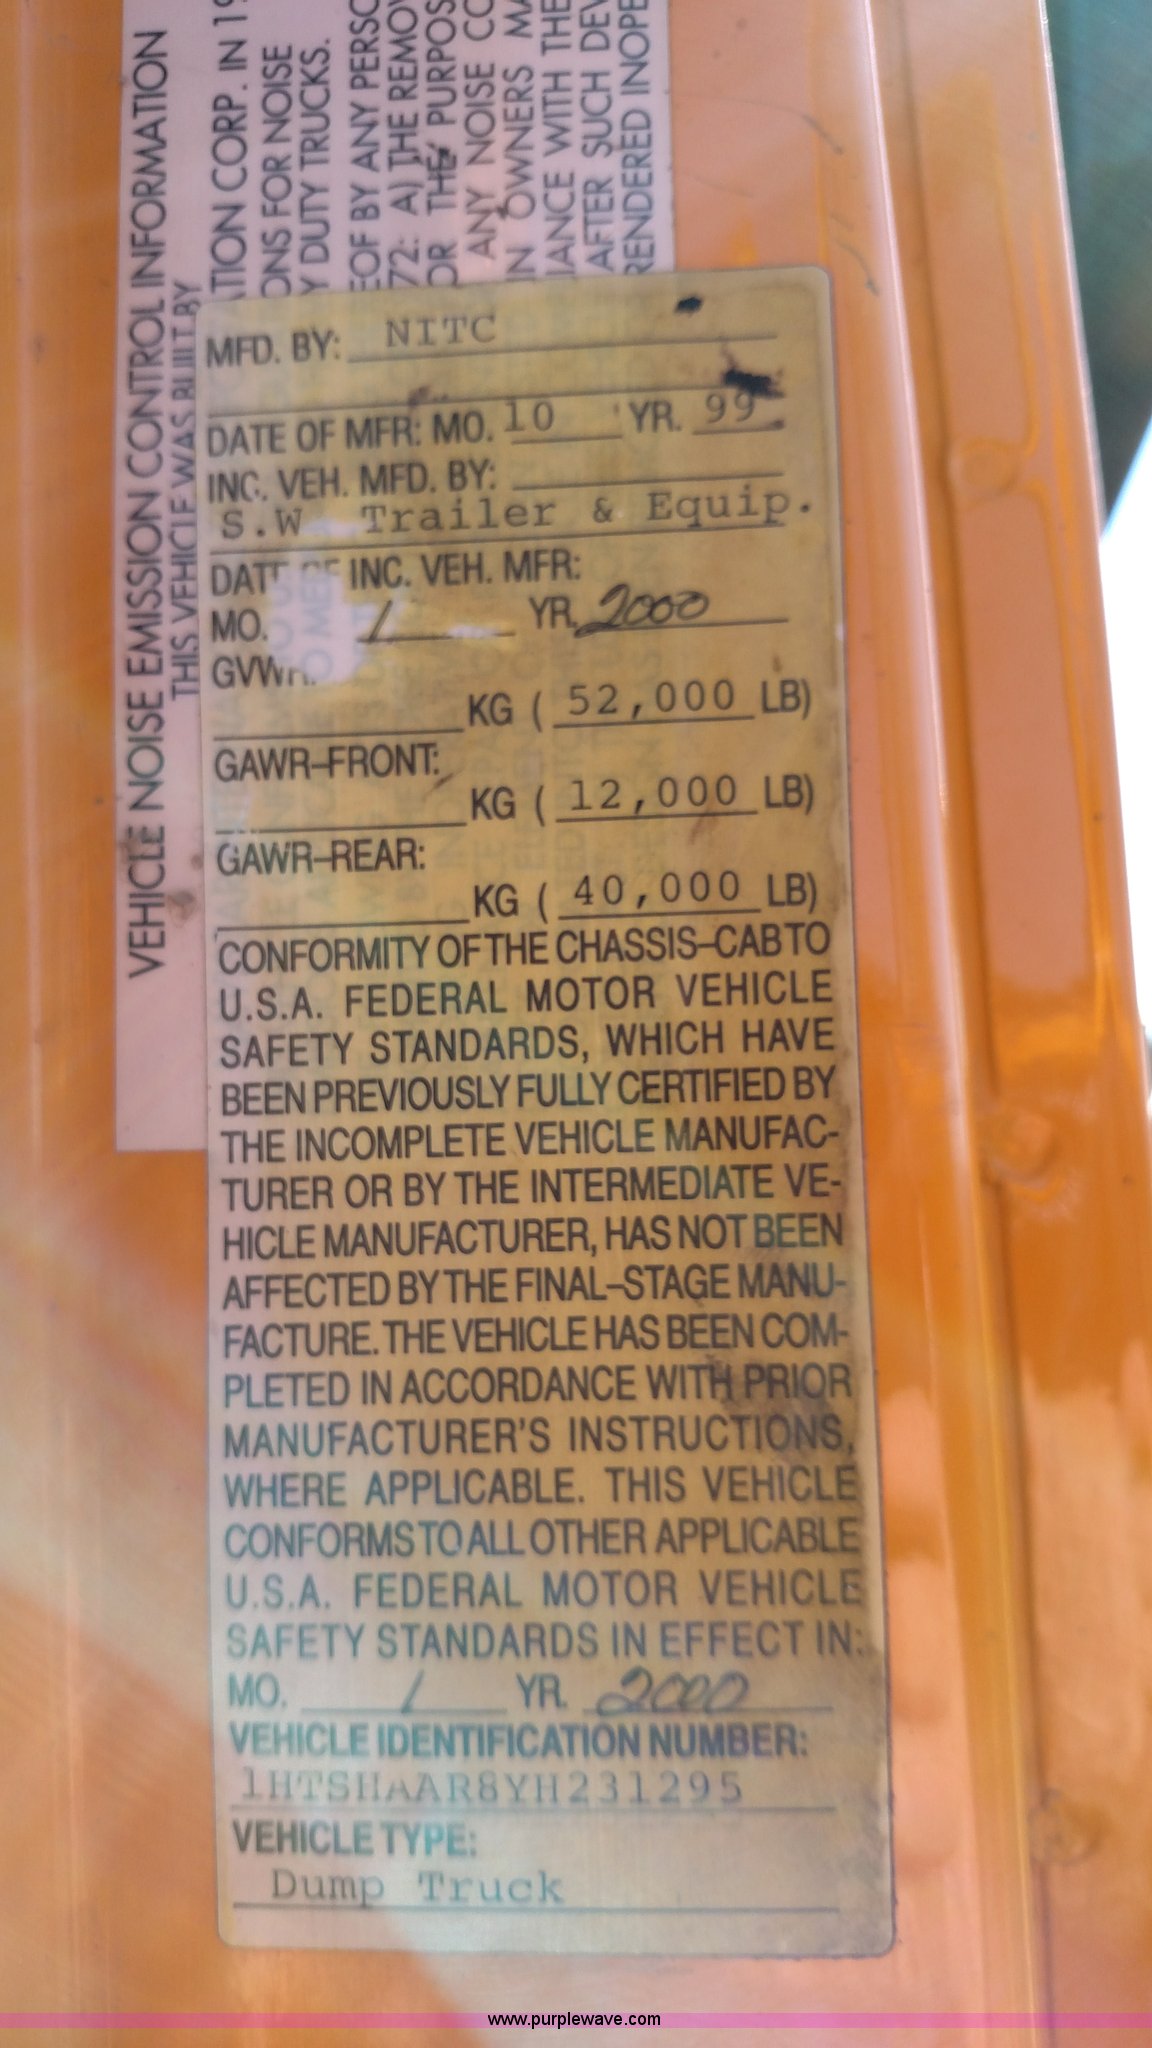 VEHICLE NOISE EMISSION CONTROL INFORMATION
THIS VEHICLE WAS BUILT BY
ATION CORP. IN 19
ONS FOR NOISE
Y DUTY TRUCKS.
EOF BY ANY PERSO
72: A) THE REMOV
OR THE PURPOS
ANY NOISE CO
IN OWNERS MA
IANCE WITH THE
AFTER SUCH DEV
RENDERED INOPE
MFD. BY: NITC
DATE OF MFR: MO. 10 YR. 99
INC. VEH. MFD. BY:
S.W Trailer & Equip.
DATE OF INC. VEH. MFR:
MO. 1 YR. 2000
GVWR:
KG ( 52,000 LB)
GAWR–FRONT:
KG ( 12,000 LB)
GAWR–REAR:
KG ( 40,000 LB)
CONFORMITY OF THE CHASSIS–CAB TO
U.S.A. FEDERAL MOTOR VEHICLE
SAFETY STANDARDS, WHICH HAVE
BEEN PREVIOUSLY FULLY CERTIFIED BY
THE INCOMPLETE VEHICLE MANUFAC-
TURER OR BY THE INTERMEDIATE VE-
HICLE MANUFACTURER, HAS NOT BEEN
AFFECTED BY THE FINAL–STAGE MANU-
FACTURE. THE VEHICLE HAS BEEN COM-
PLETED IN ACCORDANCE WITH PRIOR
MANUFACTURER'S INSTRUCTIONS,
WHERE APPLICABLE. THIS VEHICLE
CONFORMS TO ALL OTHER APPLICABLE
U.S.A. FEDERAL MOTOR VEHICLE
SAFETY STANDARDS IN EFFECT IN:
MO. 1 YR. 2000
VEHICLE IDENTIFICATION NUMBER:
1HTSHAAR8YH231295
VEHICLE TYPE:
Dump Truck
www.purplewave.com